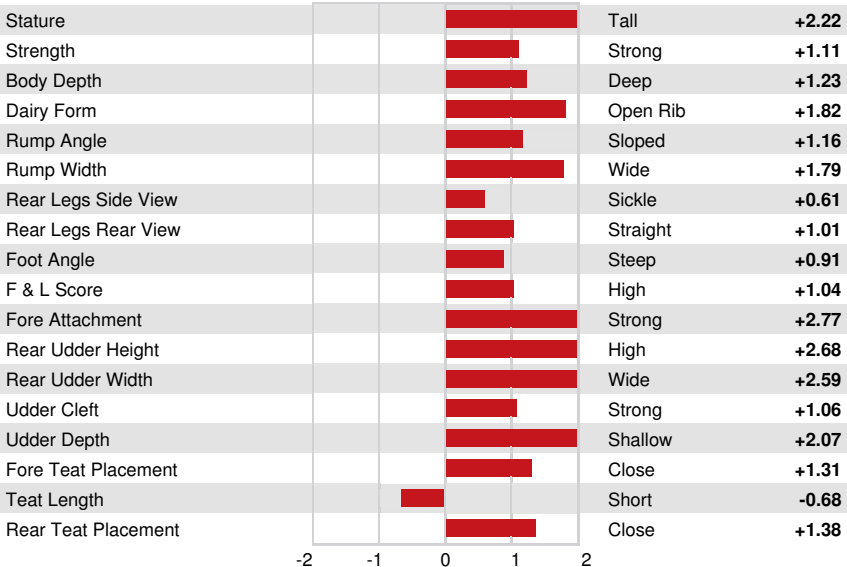 Stature Tall +2.22
Strength Strong +1.11
Body Depth Deep +1.23
Dairy Form Open Rib +1.82
Rump Angle Sloped +1.16
Rump Width Wide +1.79
Rear Legs Side View Sickle +0.61
Rear Legs Rear View Straight +1.01
Foot Angle Steep +0.91
F & L Score High +1.04
Fore Attachment Strong +2.77
Rear Udder Height High +2.68
Rear Udder Width Wide +2.59
Udder Cleft Strong +1.06
Udder Depth Shallow +2.07
Fore Teat Placement Close +1.31
Teat Length Short -0.68
Rear Teat Placement Close +1.38
-2 -1 0 1 2